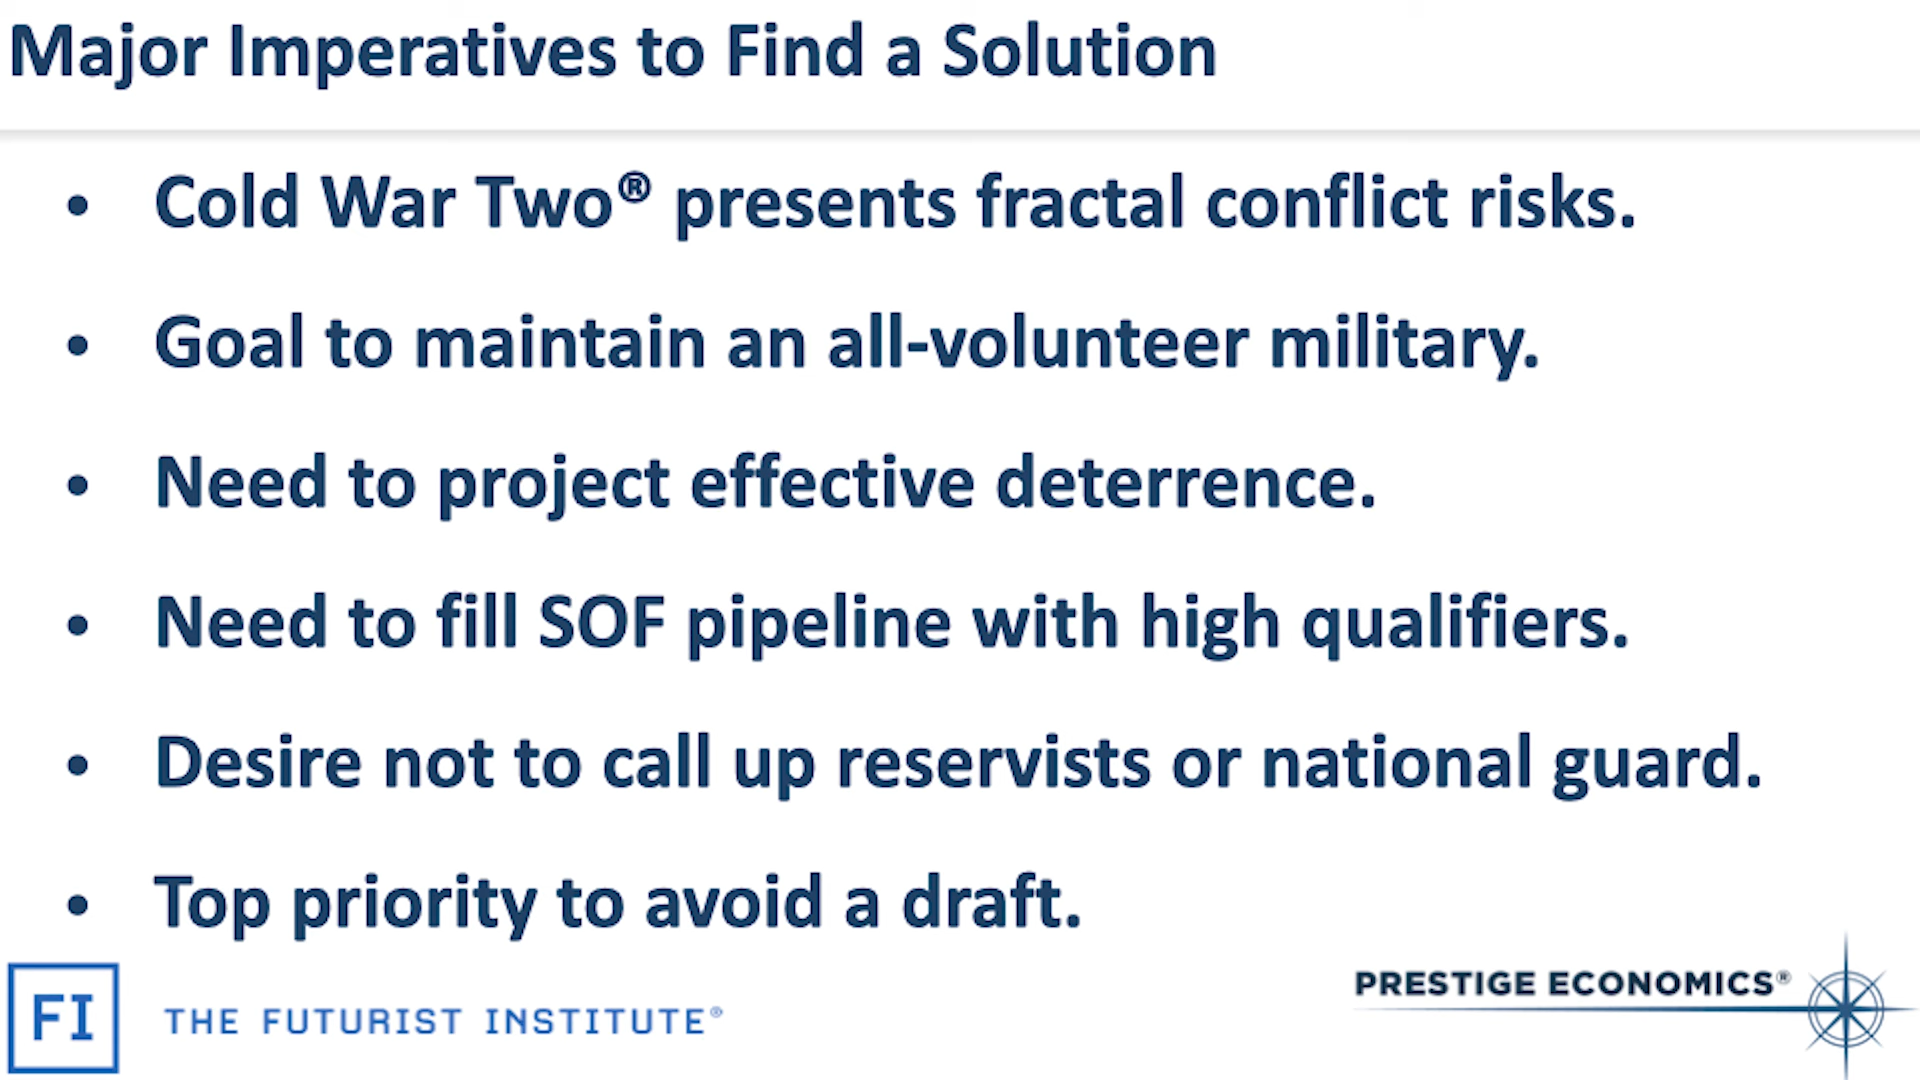 Major Imperatives to Find a Solution
• Cold War Two® presents fractal conflict risks.
• Goal to maintain an all-volunteer military.
• Need to project effective deterrence.
• Need to fill SOF pipeline with high qualifiers.
• Desire not to call up reservists or national guard.
• Top priority to avoid a draft.
FI THE FUTURIST INSTITUTE®
PRESTIGE ECONOMICS®